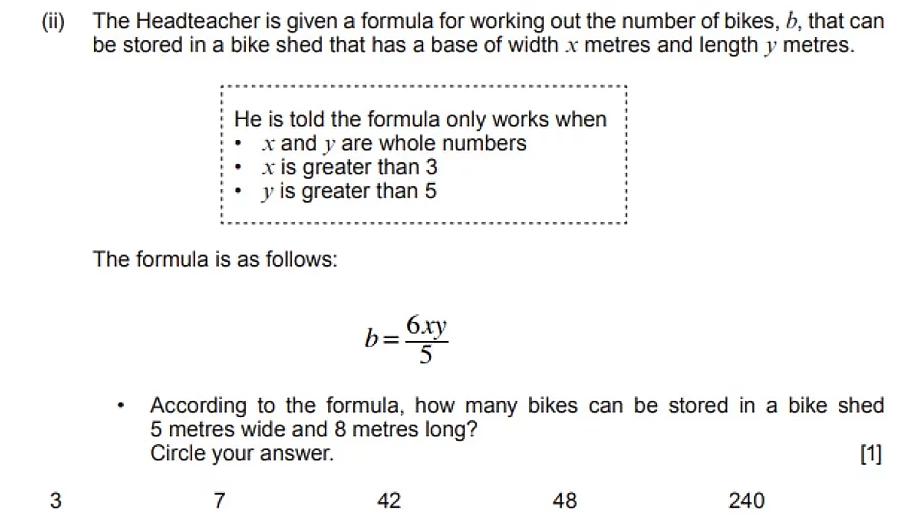 (ii) The Headteacher is given a formula for working out the number of bikes, b, that can
be stored in a bike shed that has a base of width x metres and length y metres.
He is told the formula only works when
• x and y are whole numbers
• x is greater than 3
• y is greater than 5
The formula is as follows:
b = 6xy/5
• According to the formula, how many bikes can be stored in a bike shed
5 metres wide and 8 metres long?
Circle your answer. [1]
3 7 42 48 240